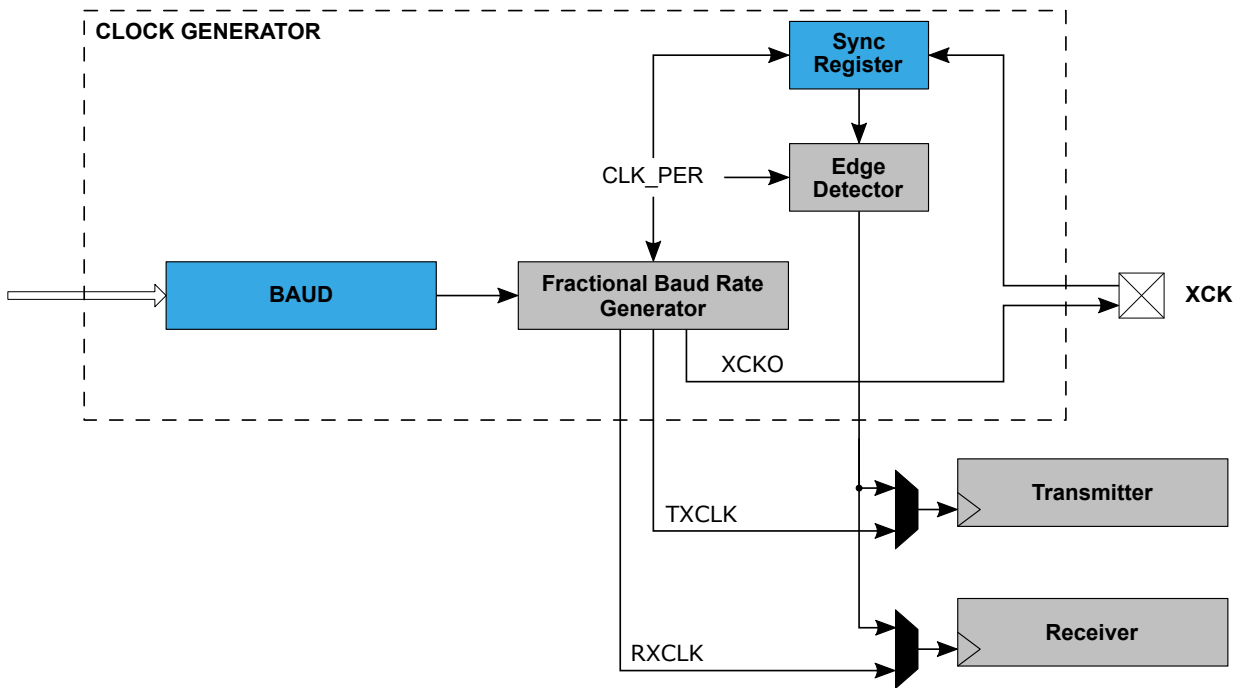 CLOCK GENERATOR
Sync
Register
CLK_PER
Edge
Detector
BAUD
Fractional Baud Rate
Generator
XCK
XCKO
TXCLK
Transmitter
RXCLK
Receiver